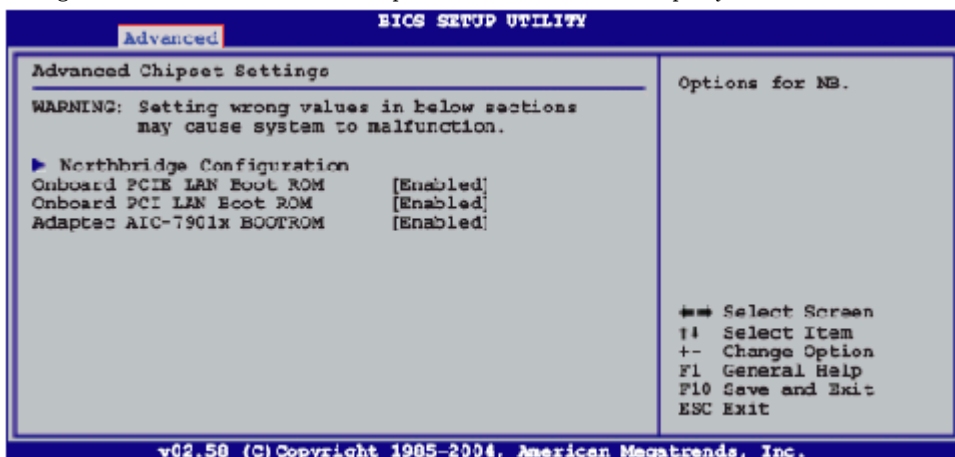 BIOS SETUP UTILITY
Advanced
Advanced Chipset Settings
WARNING: Setting wrong values in below sections
may cause system to malfunction.
Northbridge Configuration
Onboard PCIE LAN Boot ROM [Enabled]
Onboard PCI LAN Boot ROM [Enabled]
Adaptec AIC-7901x BOOTROM [Enabled]
Options for NB.
←→ Select Screen
↑↓ Select Item
+- Change Option
F1 General Help
F10 Save and Exit
ESC Exit
v02.58 (C)Copyright 1985-2004, American Megatrends, Inc.